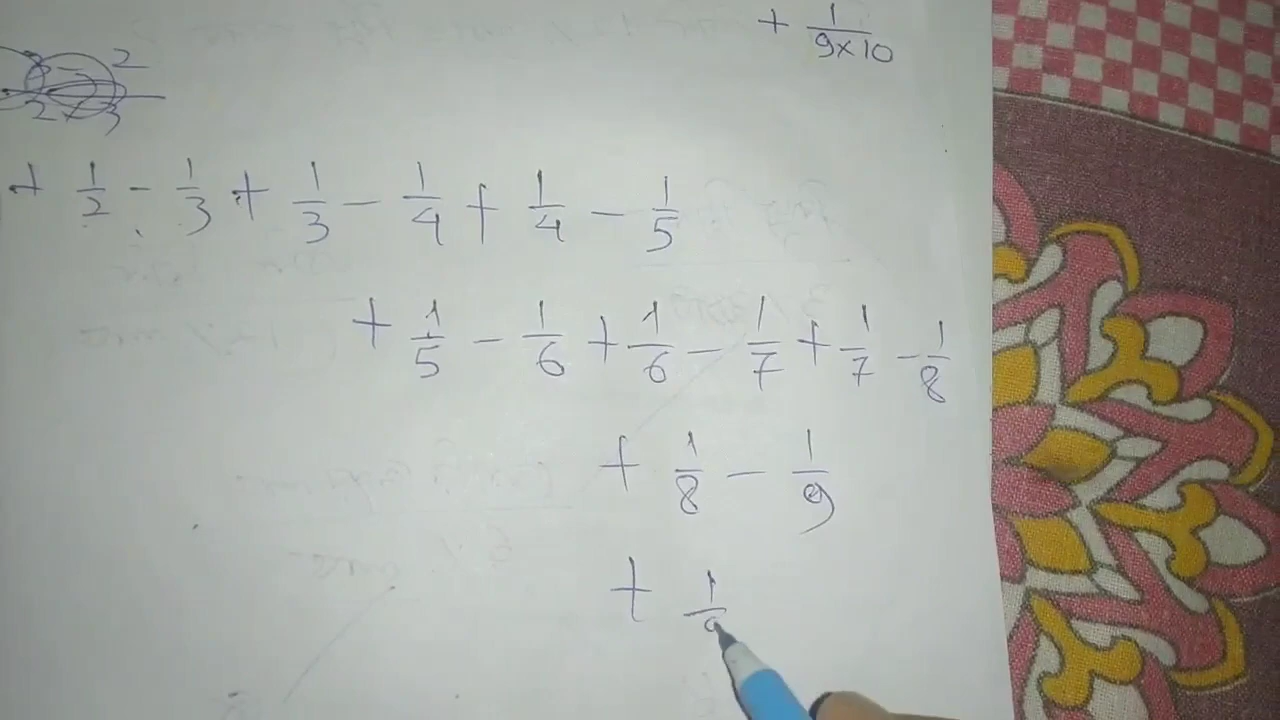 + 1/9×10
+ 1/2 - 1/3 + 1/3 - 1/4 + 1/4 - 1/5
+ 1/5 - 1/6 + 1/6 - 1/7 + 1/7 - 1/8
+ 1/8 - 1/9
+ 1/9